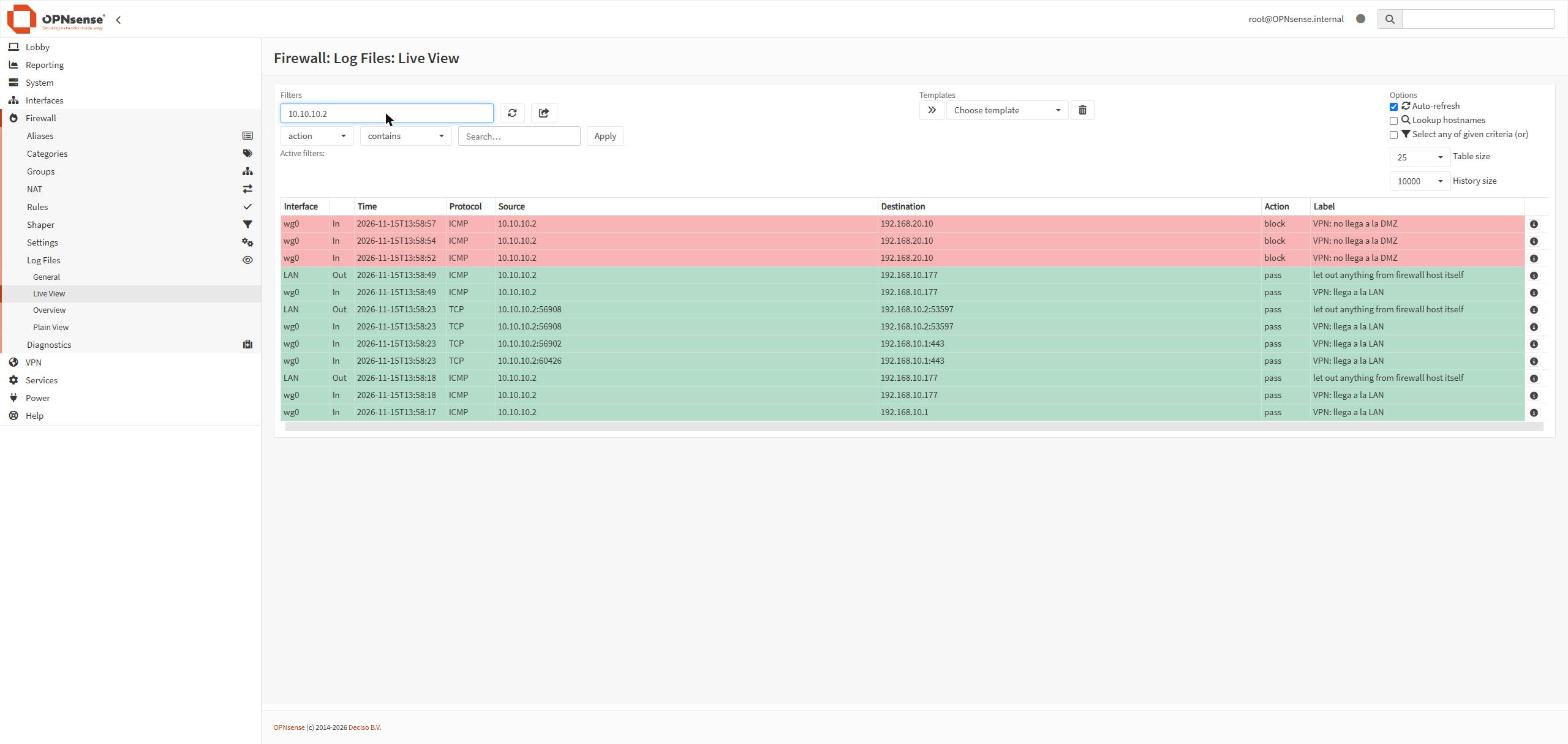 OPNsense®
root@OPNsense.internal
Lobby
Reporting
System
Interfaces
Firewall
Aliases
Categories
Groups
NAT
Rules
Shaper
Settings
Log Files
General
Live View
Overview
Plain View
Diagnostics
VPN
Services
Power
Help
Firewall: Log Files: Live View
Filters
10.10.10.2
action contains Search... Apply
Active filters:
Templates
Choose template
Options
Auto-refresh
Lookup hostnames
Select any of given criteria (or)
25 Table size
10000 History size
Interface Time Protocol Source Destination Action Label
wg0 In 2026-11-15T13:58:57 ICMP 10.10.10.2 192.168.20.10 block VPN: no llega a la DMZ
wg0 In 2026-11-15T13:58:54 ICMP 10.10.10.2 192.168.20.10 block VPN: no llega a la DMZ
wg0 In 2026-11-15T13:58:52 ICMP 10.10.10.2 192.168.20.10 block VPN: no llega a la DMZ
LAN Out 2026-11-15T13:58:49 ICMP 10.10.10.2 192.168.10.177 pass let out anything from firewall host itself
wg0 In 2026-11-15T13:58:49 ICMP 10.10.10.2 192.168.10.177 pass VPN: llega a la LAN
LAN Out 2026-11-15T13:58:23 TCP 10.10.10.2:56908 192.168.10.2:53597 pass let out anything from firewall host itself
wg0 In 2026-11-15T13:58:23 TCP 10.10.10.2:56908 192.168.10.2:53597 pass VPN: llega a la LAN
wg0 In 2026-11-15T13:58:23 TCP 10.10.10.2:56902 192.168.10.1:443 pass VPN: llega a la LAN
wg0 In 2026-11-15T13:58:23 TCP 10.10.10.2:60426 192.168.10.1:443 pass VPN: llega a la LAN
LAN Out 2026-11-15T13:58:18 ICMP 10.10.10.2 192.168.10.177 pass let out anything from firewall host itself
wg0 In 2026-11-15T13:58:18 ICMP 10.10.10.2 192.168.10.177 pass VPN: llega a la LAN
wg0 In 2026-11-15T13:58:17 ICMP 10.10.10.2 192.168.10.1 pass VPN: llega a la LAN
OPNsense (c) 2014-2026 Deciso B.V.